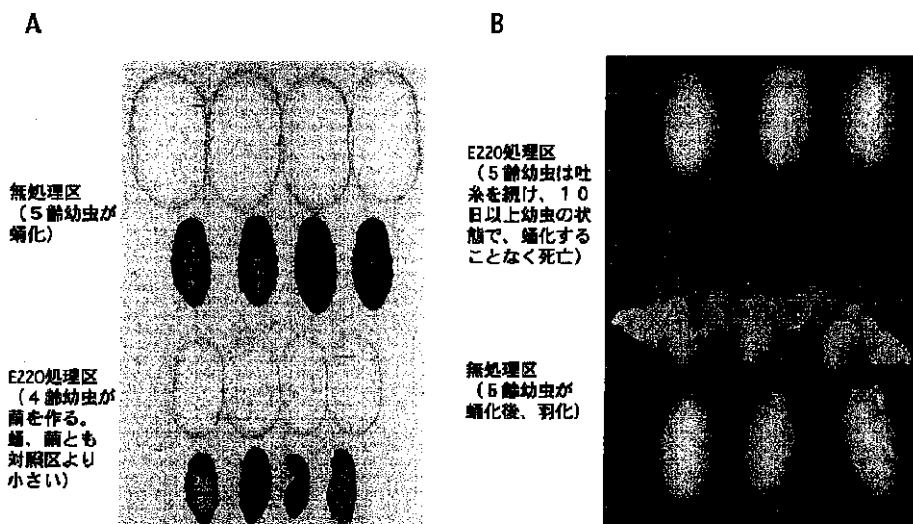 A
無処理区
（５齢幼虫が
蛹化）
E220処理区
（４齢幼虫が
繭を作る。
蛹、繭とも
対照区より
小さい）
B
E220処理区
（５齢幼虫は吐
糸を続け、１０
日以上幼虫の状
態で、蛹化する
ことなく死亡）
無処理区
（５齢幼虫が
蛹化後、羽化）